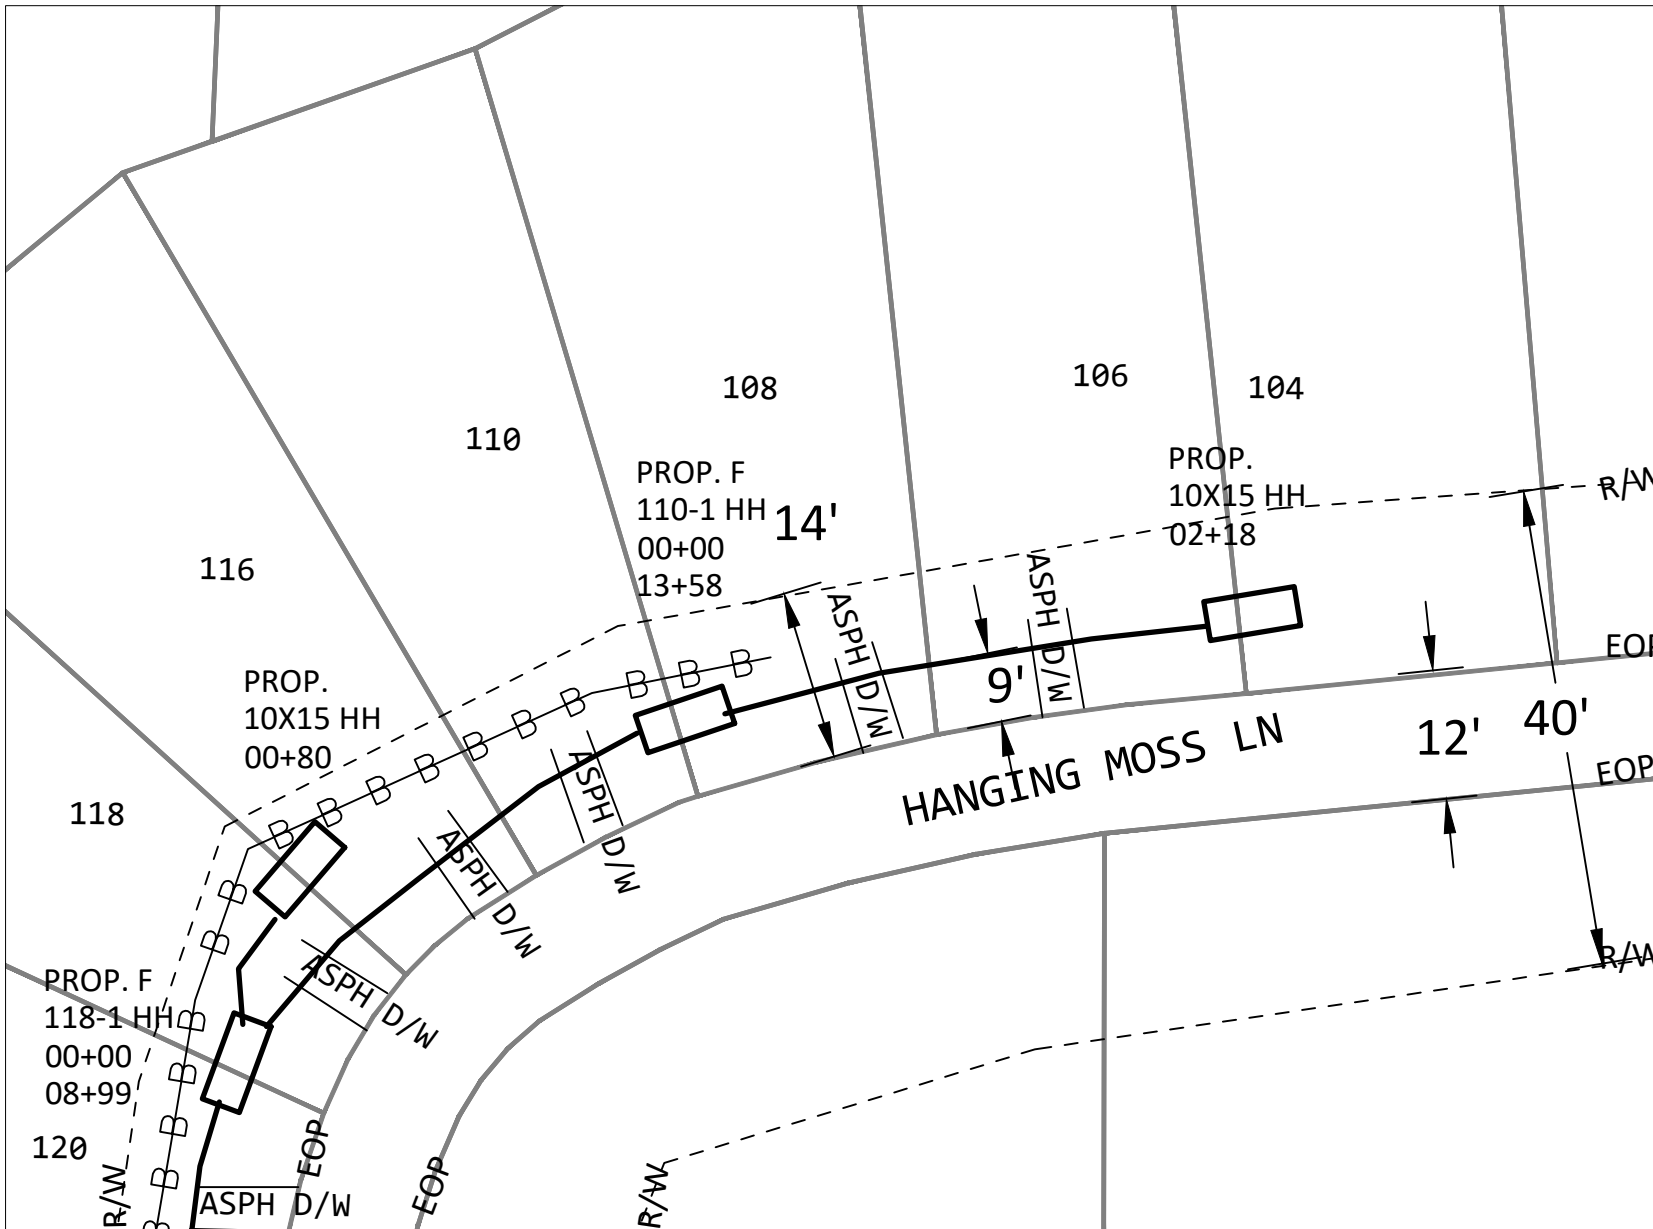 108
106
104
110
PROP. F
110-1 HH
00+00
13+58
14'
PROP.
10X15 HH
02+18
R/W
116
ASPH D/W
ASPH D/W
9'
EOP
PROP.
10X15 HH
00+80
B B B B B B B B B B
12'
40'
HANGING MOSS LN
EOP
118
ASPH D/W
ASPH D/W
B B B B B B B
PROP. F
118-1 HH
00+00
08+99
ASPH D/W
R/W
120
EOP
EOP
R/W
R/W
ASPH D/W